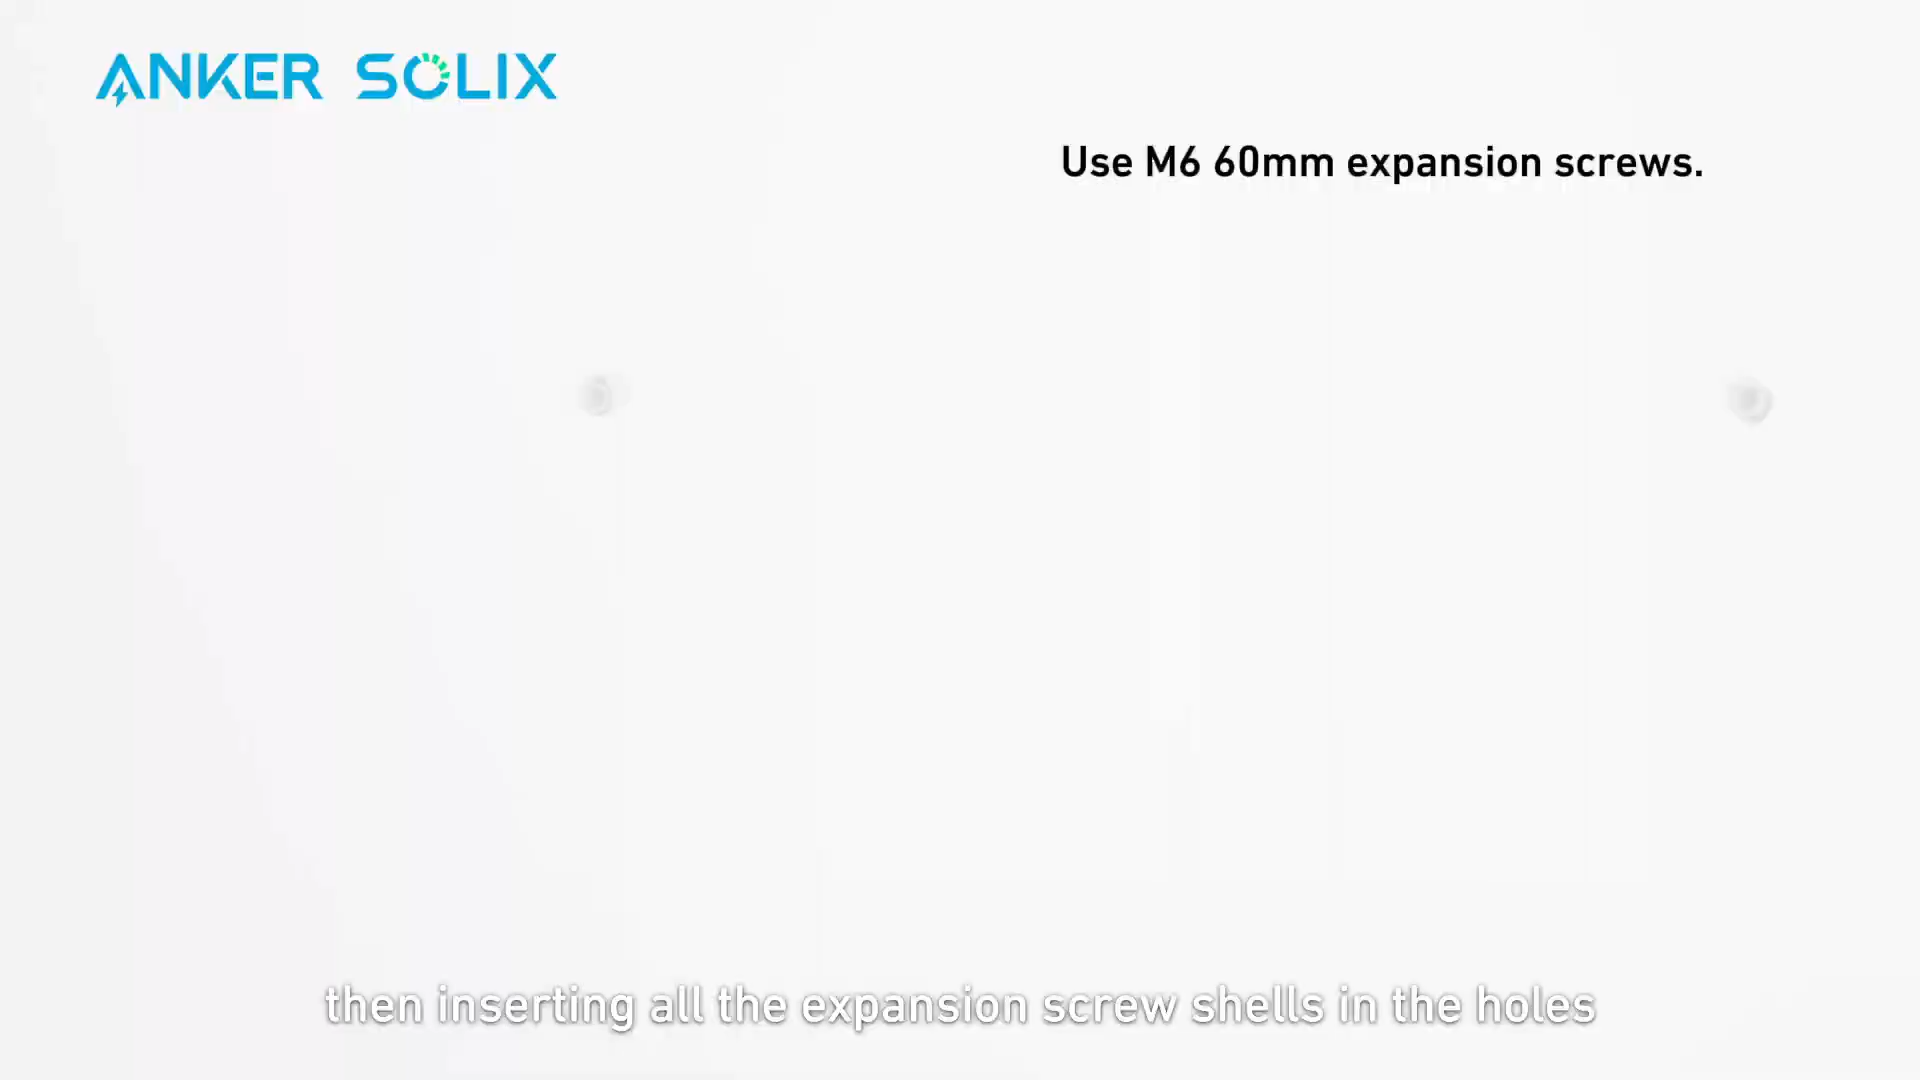 ANKER SOLIX
Use M6 60mm expansion screws.
then inserting all the expansion screw shells in the holes